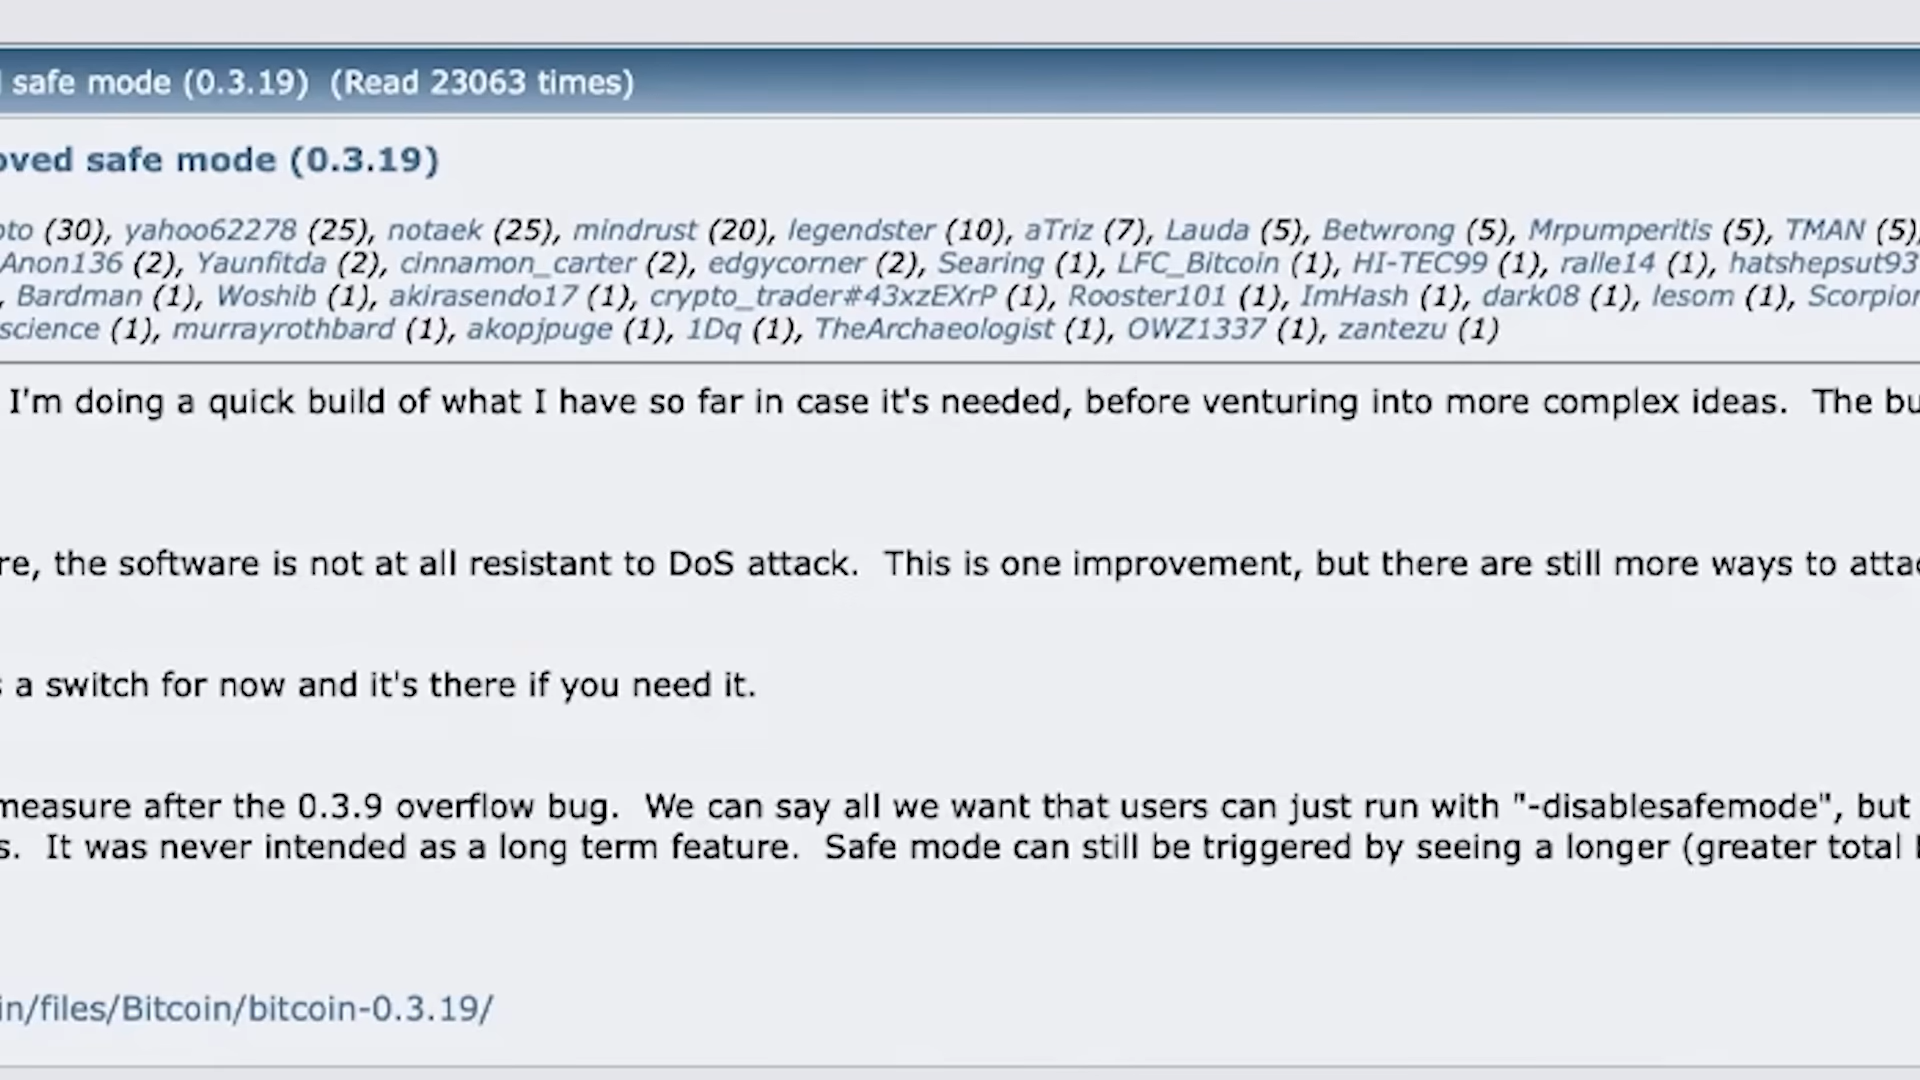 safe mode (0.3.19) (Read 23063 times)
oved safe mode (0.3.19)
oto (30), yahoo62278 (25), notaek (25), mindrust (20), legendster (10), aTriz (7), Lauda (5), Betwrong (5), Mrpumperitis (5), TMAN (5),
Anon136 (2), Yaunfitda (2), cinnamon_carter (2), edgycorner (2), Searing (1), LFC_Bitcoin (1), HI-TEC99 (1), ralle14 (1), hatshepsut93
, Bardman (1), Woshib (1), akirasendo17 (1), crypto_trader#43xzEXrP (1), Rooster101 (1), ImHash (1), dark08 (1), lesom (1), Scorpion
science (1), murrayrothbard (1), akopjpuge (1), 1Dq (1), TheArchaeologist (1), OWZ1337 (1), zantezu (1)
I'm doing a quick build of what I have so far in case it's needed, before venturing into more complex ideas. The bu
re, the software is not at all resistant to DoS attack. This is one improvement, but there are still more ways to attac
s a switch for now and it's there if you need it.
measure after the 0.3.9 overflow bug. We can say all we want that users can just run with "-disablesafemode", but
s. It was never intended as a long term feature. Safe mode can still be triggered by seeing a longer (greater total
in/files/Bitcoin/bitcoin-0.3.19/